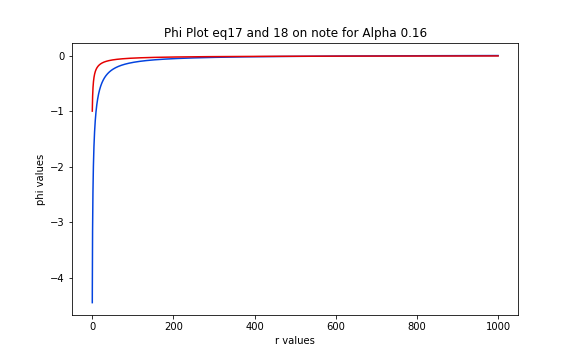 Phi Plot eq17 and 18 on note for Alpha 0.16
0
−1
−2
−3
−4
phi values
0 200 400 600 800 1000
r values